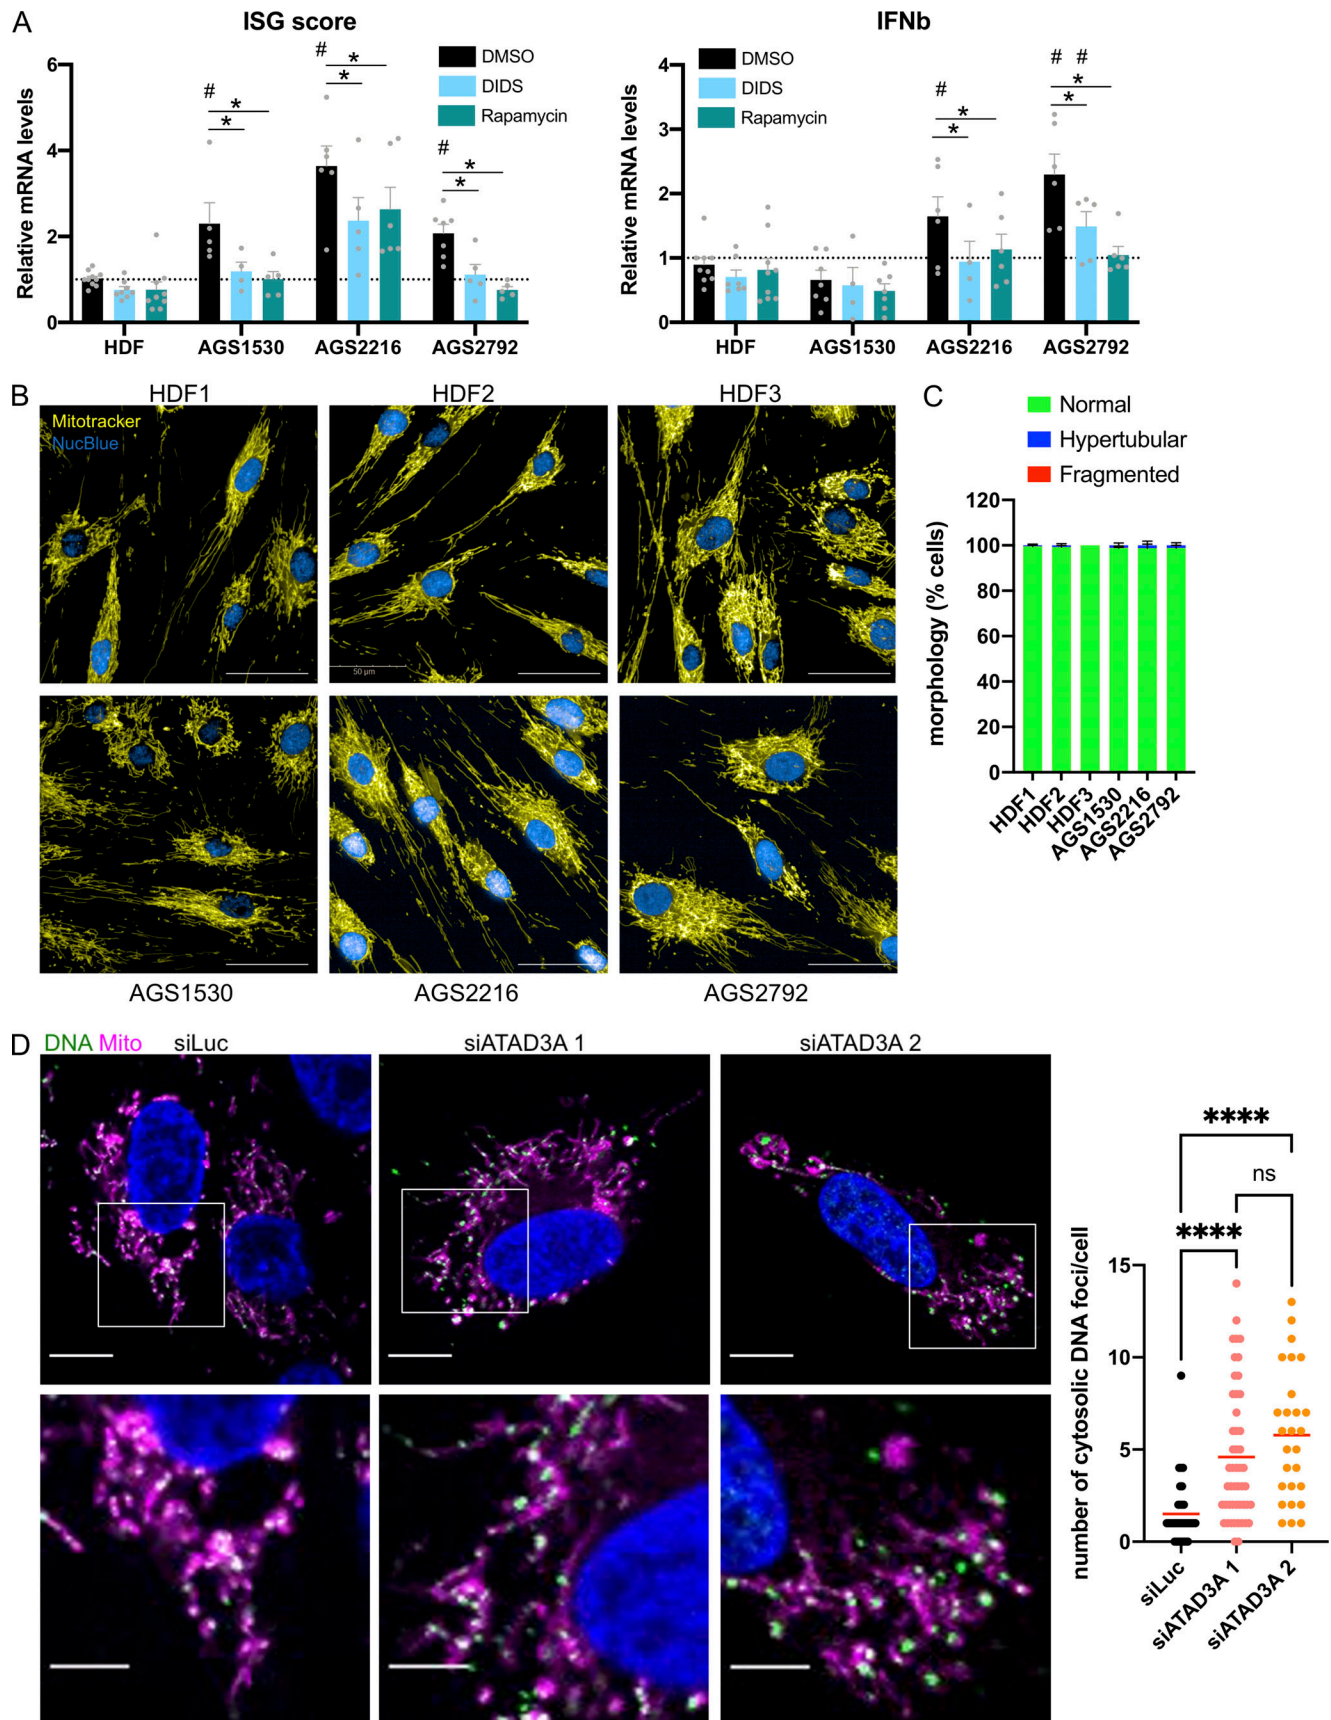 A
ISG score
IFNb
DMSO
DIDS
Rapamycin
DMSO
DIDS
Rapamycin
# * * # * * # * *
# * * # # * *
Relative mRNA levels
6
4
2
0
HDF AGS1530 AGS2216 AGS2792
Relative mRNA levels
4
3
2
1
0
HDF AGS1530 AGS2216 AGS2792
B
HDF1 HDF2 HDF3
Mitotracker
NucBlue
50 µm
AGS1530 AGS2216 AGS2792
C
Normal
Hypertubular
Fragmented
morphology (% cells)
120
100
80
60
40
20
0
HDF1
HDF2
HDF3
AGS1530
AGS2216
AGS2792
D
DNA Mito siLuc siATAD3A 1 siATAD3A 2
****
ns
****
number of cytosolic DNA foci/cell
15
10
5
0
siLuc
siATAD3A 1
siATAD3A 2